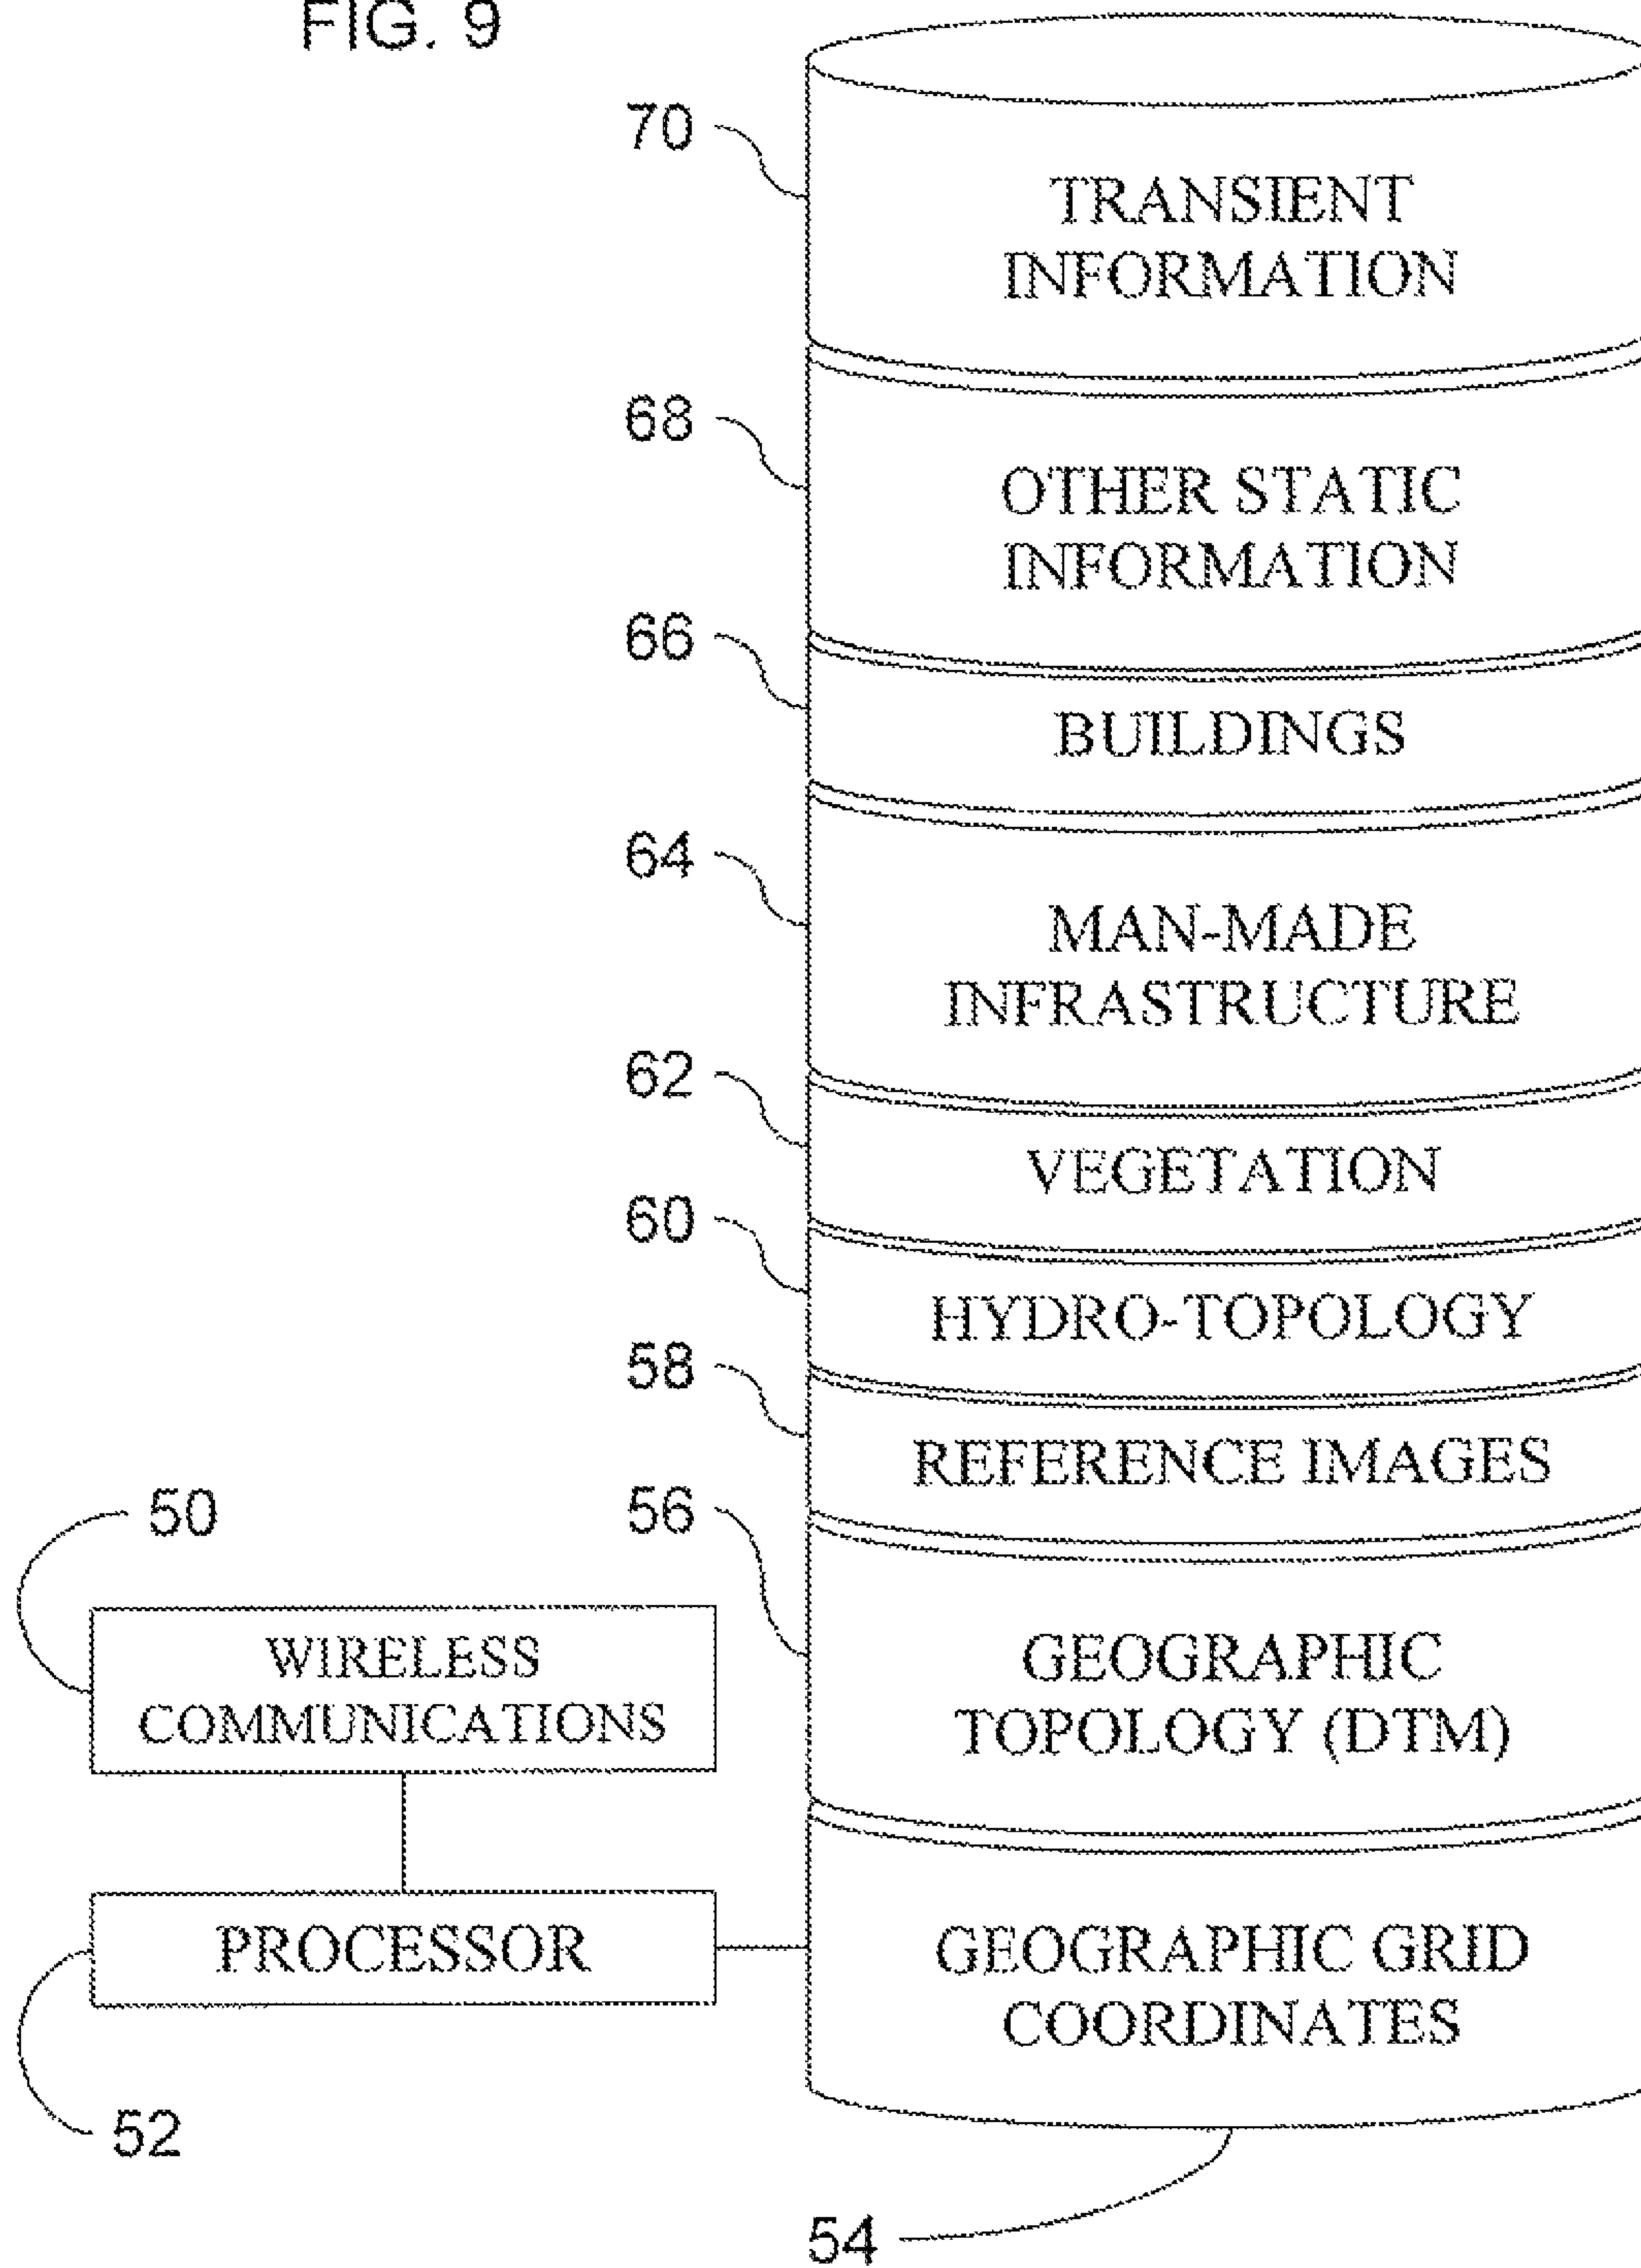 FIG. 9
70
TRANSIENT
INFORMATION
68
OTHER STATIC
INFORMATION
66
BUILDINGS
64
MAN-MADE
INFRASTRUCTURE
62
VEGETATION
60
HYDRO-TOPOLOGY
58
REFERENCE IMAGES
50
56
WIRELESS
COMMUNICATIONS
GEOGRAPHIC
TOPOLOGY (DTM)
PROCESSOR
GEOGRAPHIC GRID
COORDINATES
52
54